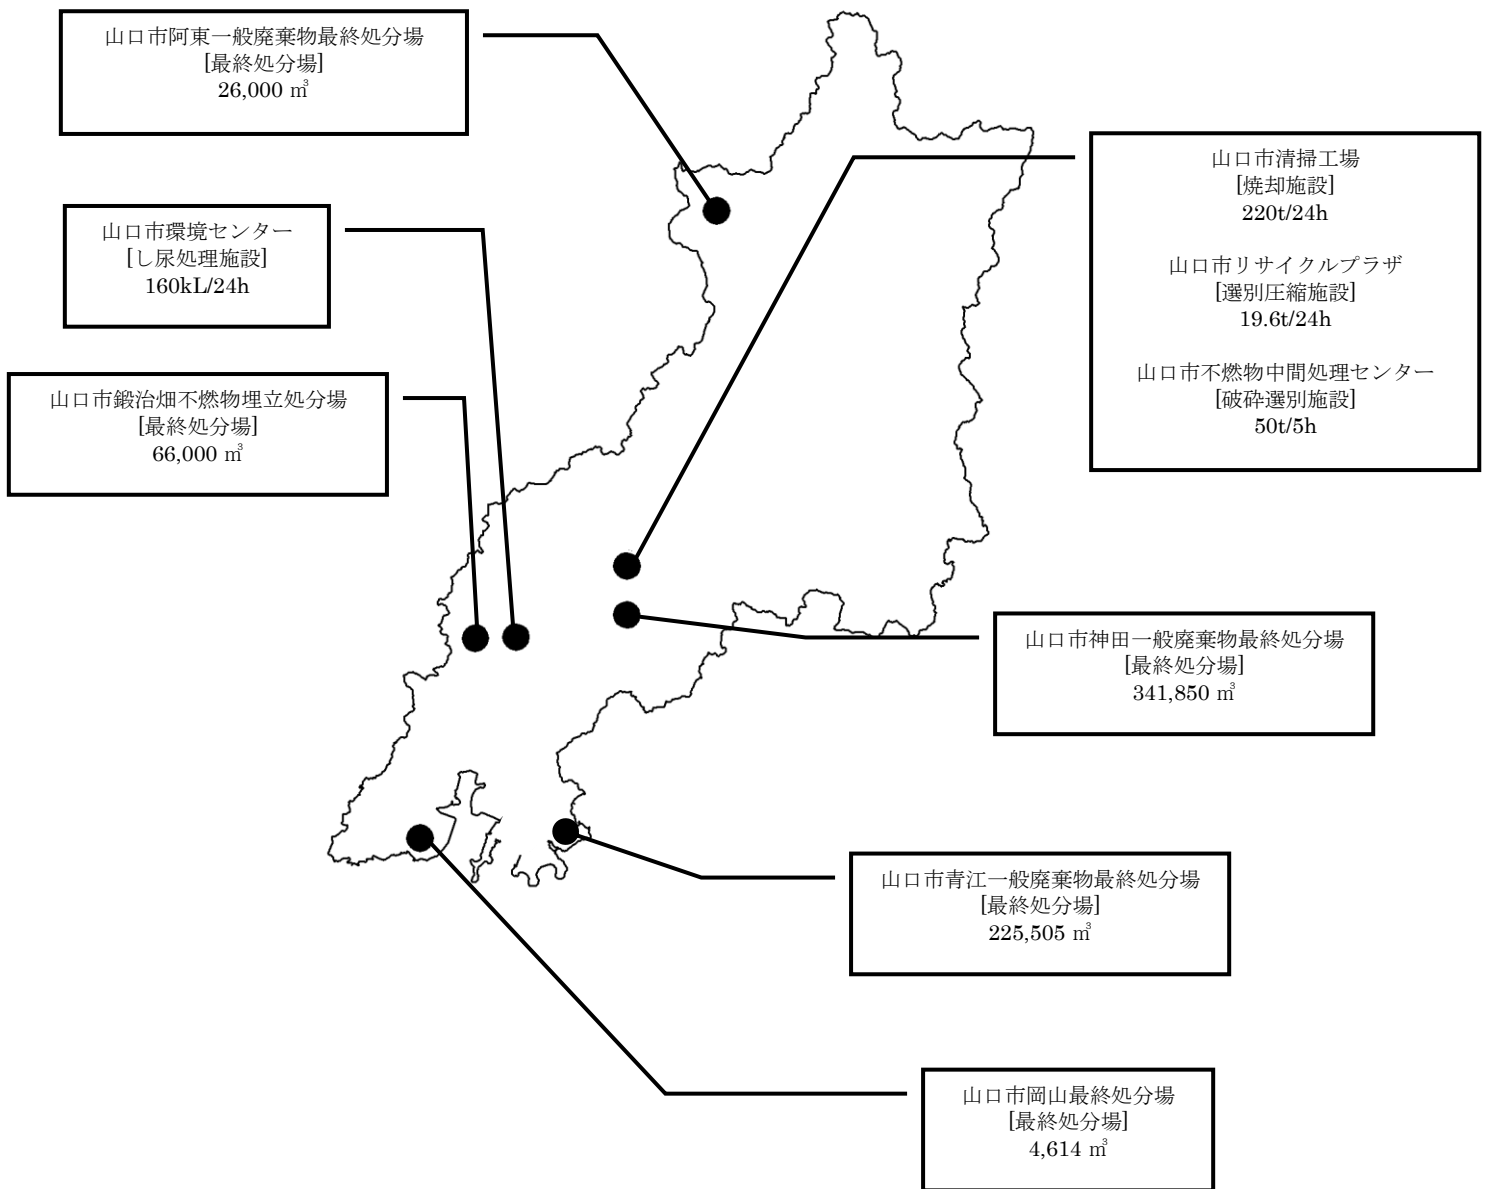 山口市阿東一般廃棄物最終処分場
[最終処分場]
26,000 ㎥
山口市環境センター
[し尿処理施設]
160kL/24h
山口市鍛治畑不燃物埋立処分場
[最終処分場]
66,000 ㎥
山口市清掃工場
[焼却施設]
220t/24h
山口市リサイクルプラザ
[選別圧縮施設]
19.6t/24h
山口市不燃物中間処理センター
[破砕選別施設]
50t/5h
山口市神田一般廃棄物最終処分場
[最終処分場]
341,850 ㎥
山口市青江一般廃棄物最終処分場
[最終処分場]
225,505 ㎥
山口市岡山最終処分場
[最終処分場]
4,614 ㎥